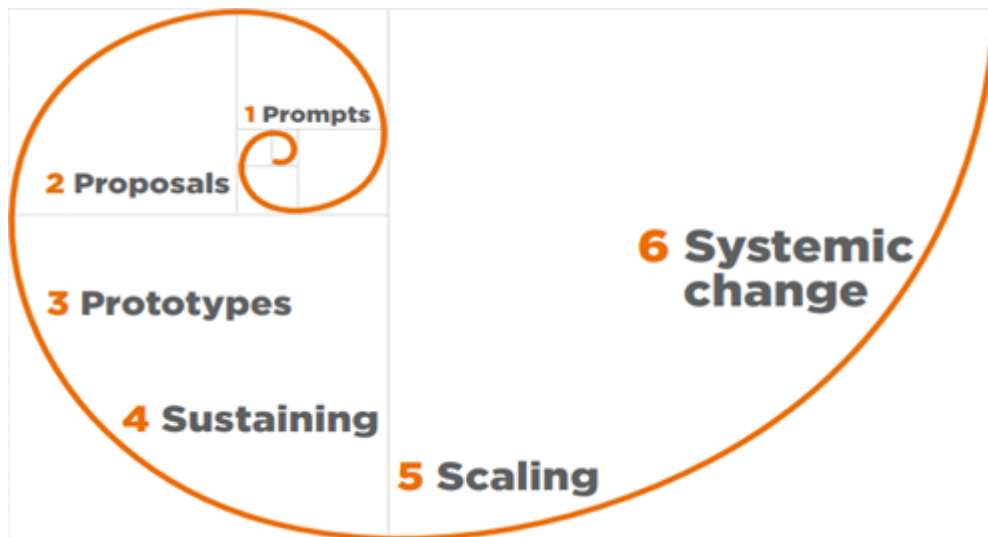 1 Prompts
2 Proposals
3 Prototypes
4 Sustaining
5 Scaling
6 Systemic
change